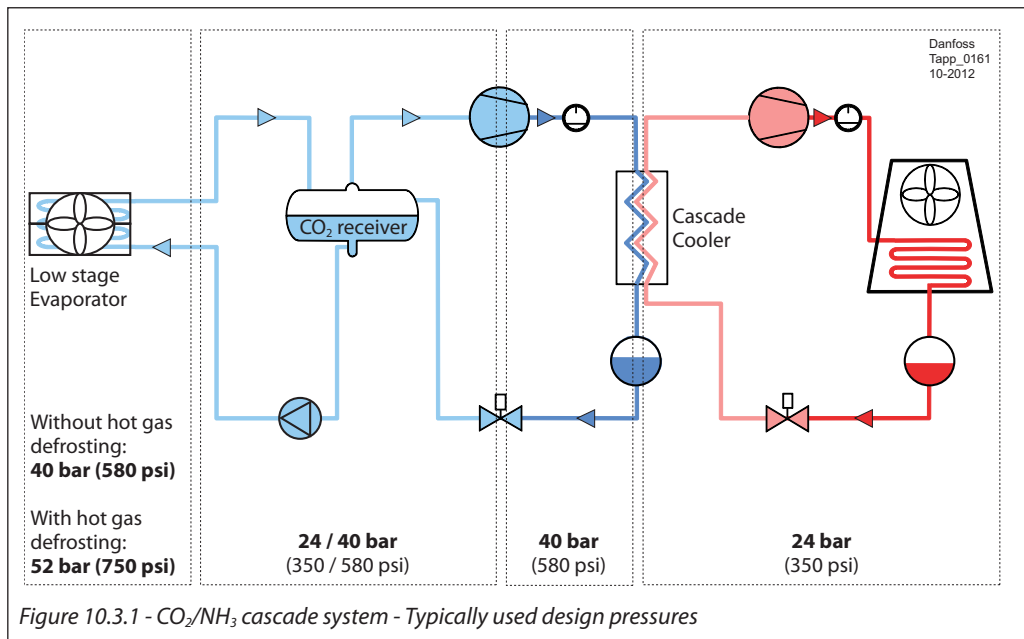 Danfoss
Tapp_0161
10-2012
CO₂ receiver
Cascade
Cooler
Low stage
Evaporator
Without hot gas
defrosting:
40 bar (580 psi)
With hot gas
defrosting:
52 bar (750 psi)
24 / 40 bar
(350 / 580 psi)
40 bar
(580 psi)
24 bar
(350 psi)
Figure 10.3.1 - CO₂/NH₃ cascade system - Typically used design pressures